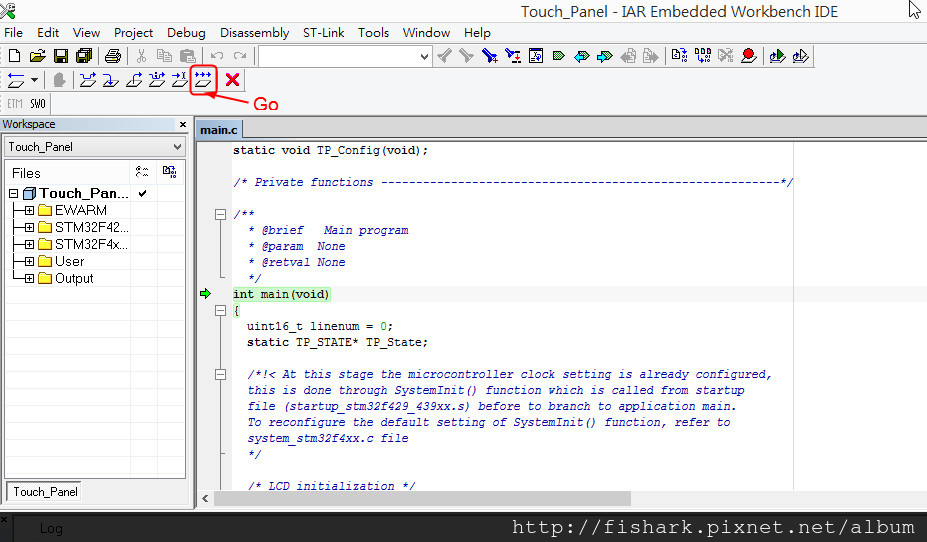 Touch_Panel - IAR Embedded Workbench IDE
File Edit View Project Debug Disassembly ST-Link Tools Window Help
Go
ETM SWO
Workspace
Touch_Panel
Files
Touch_Pan...
EWARM
STM32F42...
STM32F4x...
User
Output
Touch_Panel
main.c
static void TP_Config(void);
/* Private functions ---------------------------------------------------------*/
/**
* @brief   Main program
* @param  None
* @retval None
*/
int main(void)
{
uint16_t linenum = 0;
static TP_STATE* TP_State;
/*!< At this stage the microcontroller clock setting is already configured,
this is done through SystemInit() function which is called from startup
file (startup_stm32f429_439xx.s) before to branch to application main.
To reconfigure the default setting of SystemInit() function, refer to
system_stm32f4xx.c file
*/
/* LCD initialization */
Log
http://fishark.pixnet.net/album